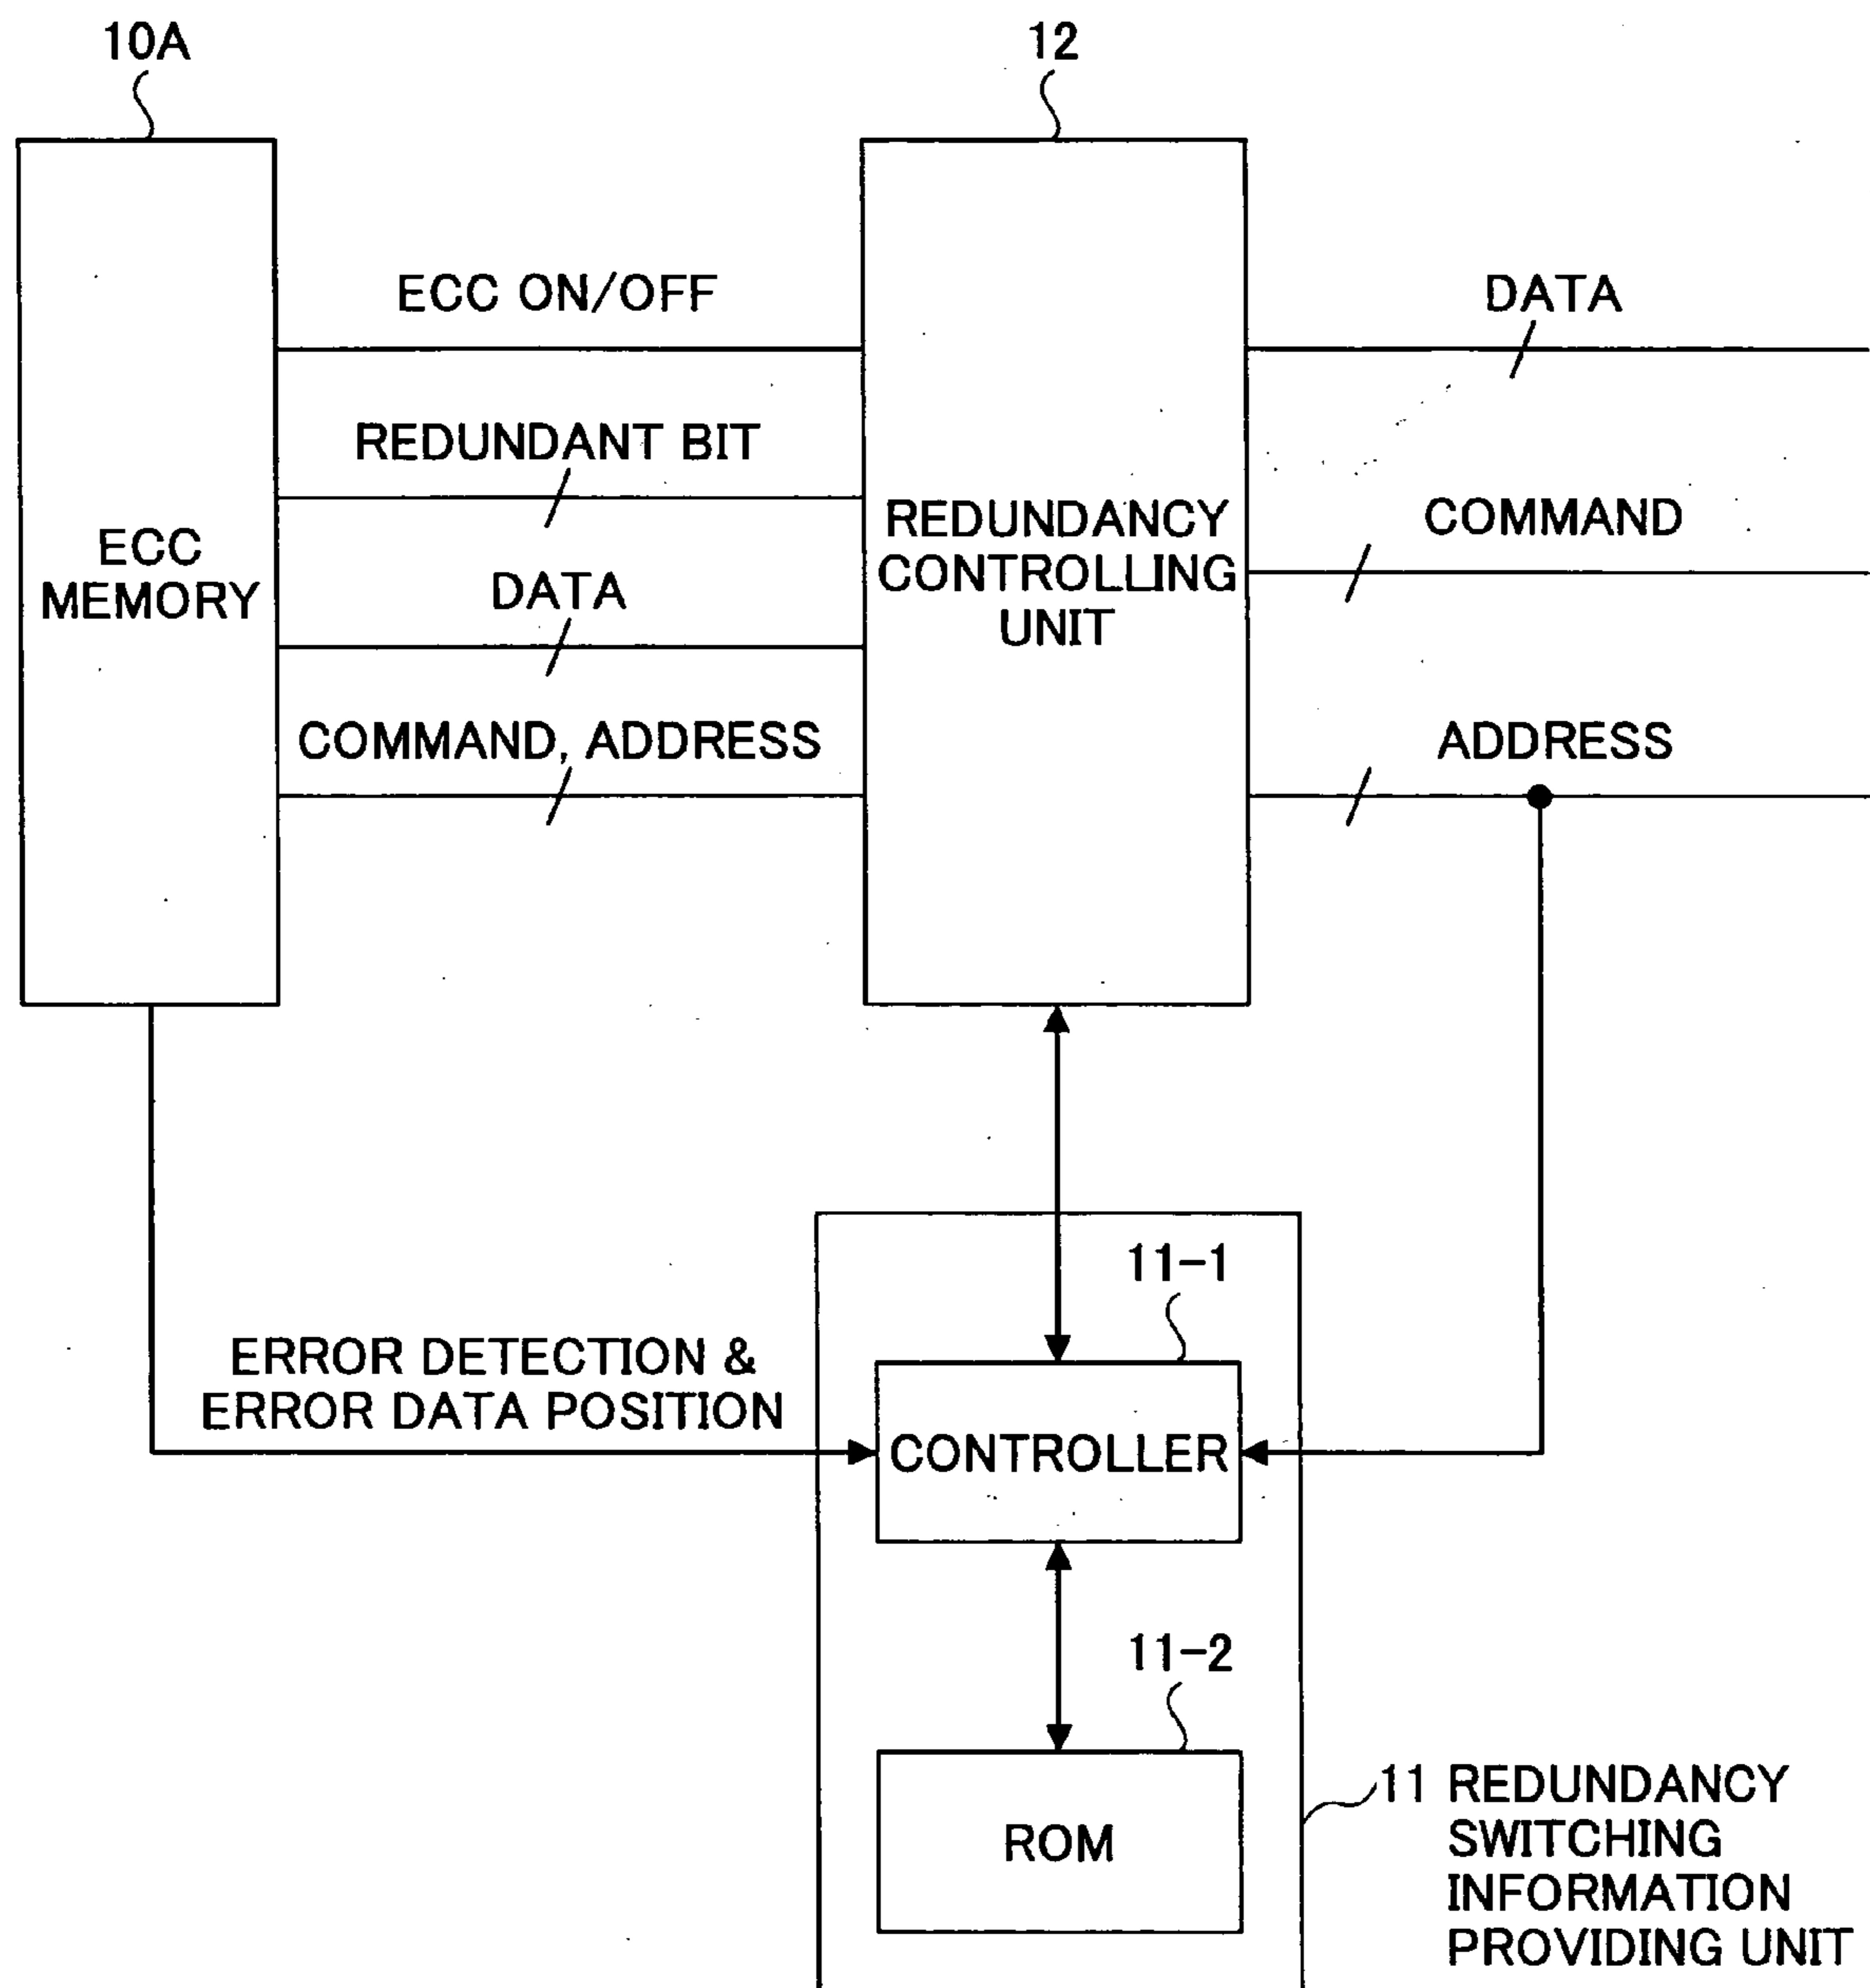 10A
12
ECC ON/OFF
DATA
REDUNDANT BIT
COMMAND
ECC
MEMORY
REDUNDANCY
CONTROLLING
UNIT
DATA
COMMAND, ADDRESS
ADDRESS
11-1
ERROR DETECTION &
ERROR DATA POSITION
CONTROLLER
11-2
ROM
11 REDUNDANCY
SWITCHING
INFORMATION
PROVIDING UNIT